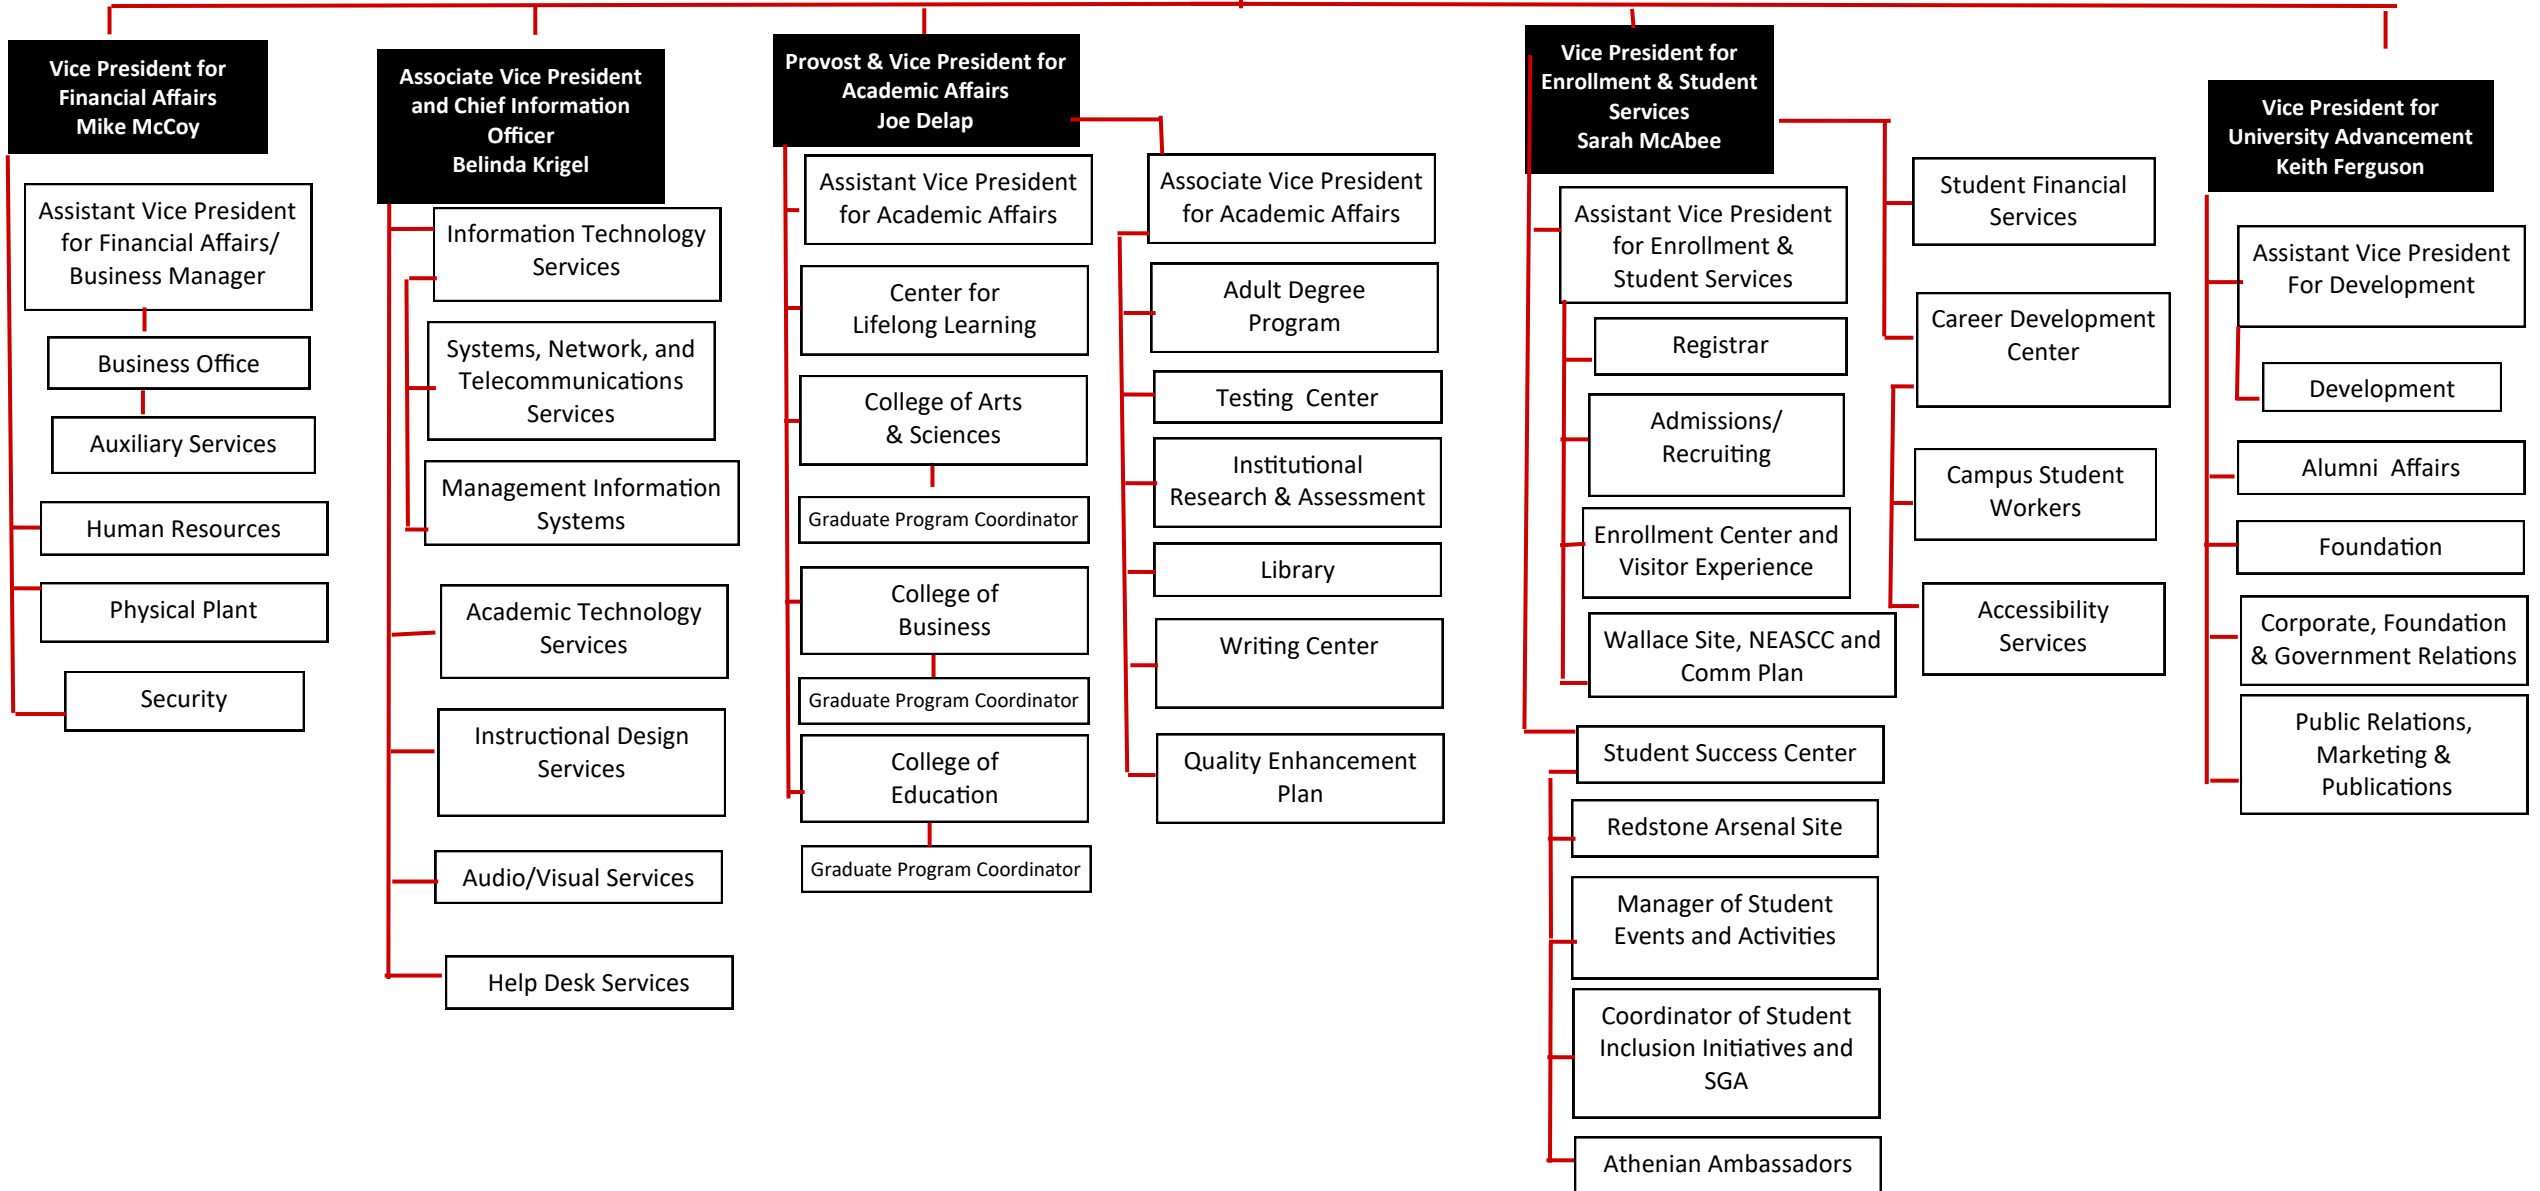 Vice President for
Financial Affairs
Mike McCoy
Assistant Vice President
for Financial Affairs/
Business Manager
Business Office
Auxiliary Services
Human Resources
Physical Plant
Security
Associate Vice President
and Chief Information
Officer
Belinda Krigel
Information Technology
Services
Systems, Network, and
Telecommunications
Services
Management Information
Systems
Academic Technology
Services
Instructional Design
Services
Audio/Visual Services
Help Desk Services
Provost & Vice President for
Academic Affairs
Joe Delap
Assistant Vice President
for Academic Affairs
Center for
Lifelong Learning
College of Arts
& Sciences
Graduate Program Coordinator
College of
Business
Graduate Program Coordinator
College of
Education
Graduate Program Coordinator
Associate Vice President
for Academic Affairs
Adult Degree
Program
Testing Center
Institutional
Research & Assessment
Library
Writing Center
Quality Enhancement
Plan
Vice President for
Enrollment & Student
Services
Sarah McAbee
Assistant Vice President
for Enrollment &
Student Services
Registrar
Admissions/
Recruiting
Enrollment Center and
Visitor Experience
Wallace Site, NEASCC and
Comm Plan
Student Success Center
Redstone Arsenal Site
Manager of Student
Events and Activities
Coordinator of Student
Inclusion Initiatives and
SGA
Athenian Ambassadors
Student Financial
Services
Career Development
Center
Campus Student
Workers
Accessibility
Services
Vice President for
University Advancement
Keith Ferguson
Assistant Vice President
For Development
Development
Alumni Affairs
Foundation
Corporate, Foundation
& Government Relations
Public Relations,
Marketing &
Publications